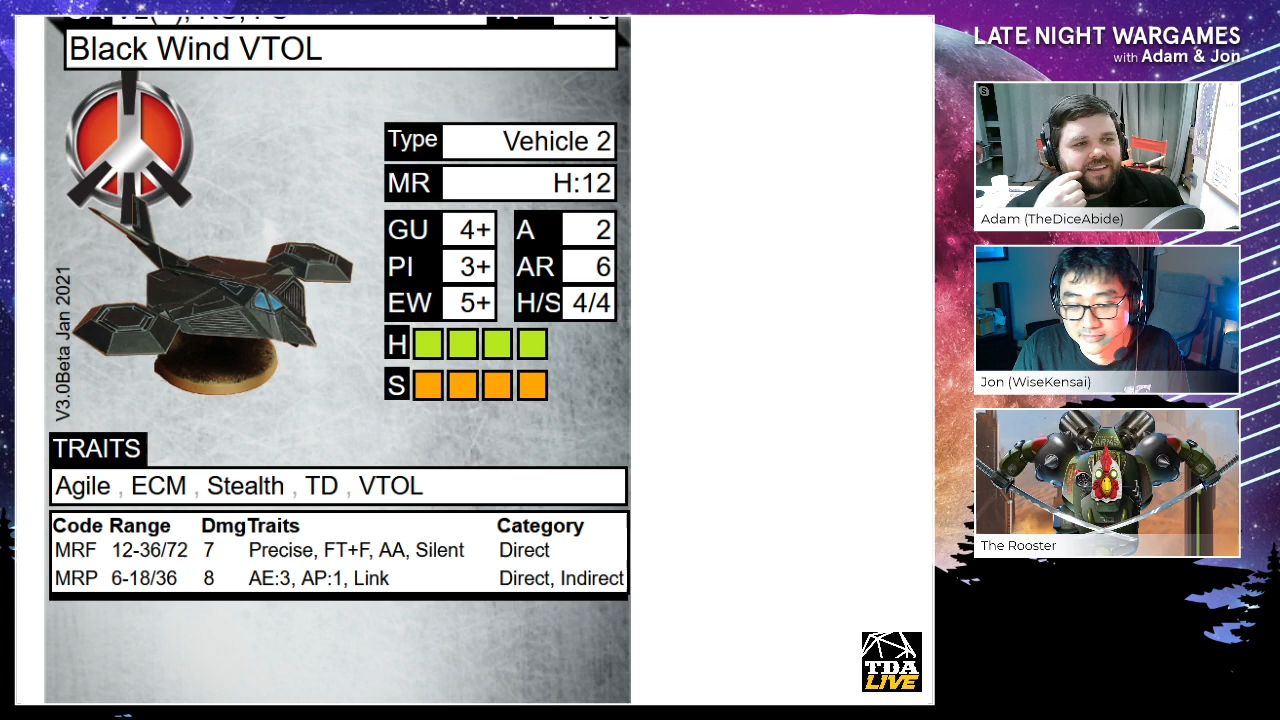 Black Wind VTOL
Type Vehicle 2
MR H:12
GU 4+ A 2
PI 3+ AR 6
EW 5+ H/S 4/4
H
S
V3.0Beta Jan 2021
TRAITS
Agile , ECM , Stealth , TD , VTOL
Code Range Dmg Traits Category
MRF 12-36/72 7 Precise, FT+F, AA, Silent Direct
MRP 6-18/36 8 AE:3, AP:1, Link Direct, Indirect
LATE NIGHT WARGAMES
with Adam & Jon
Adam (TheDiceAbide)
Jon (WiseKensai)
The Rooster
TDA
LIVE